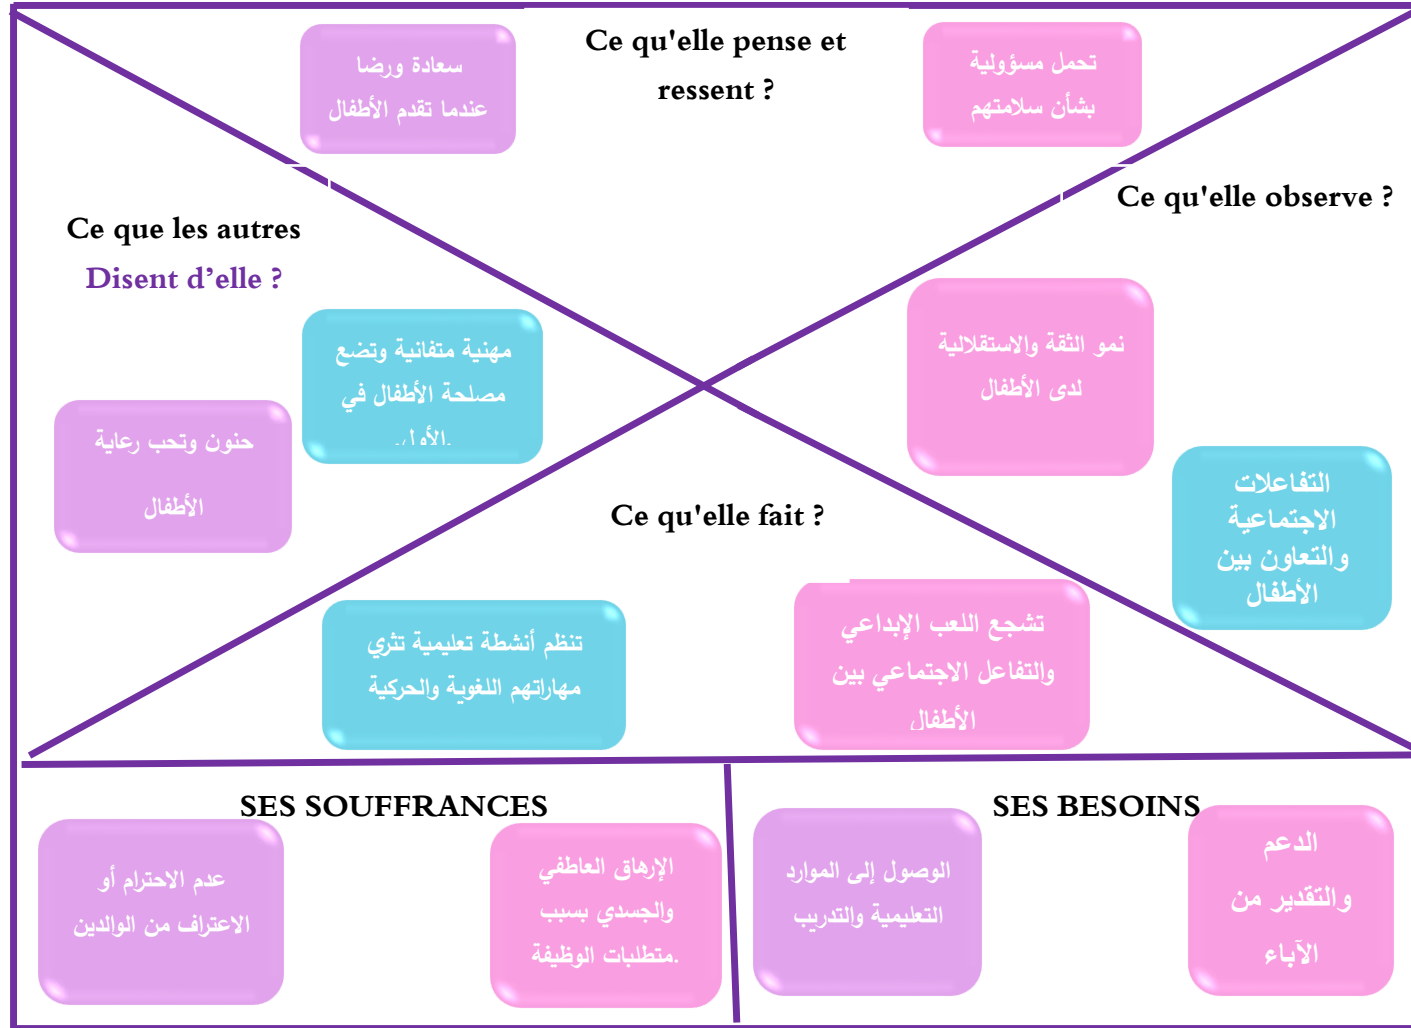 Ce qu'elle pense et
ressent ?
سعادة ورضا
عندما تقدم الأطفال
تحمل مسؤولية
بشأن سلامتهم
Ce que les autres
Disent d’elle ?
مهنية متفانية وتضع
مصلحة الأطفال في
حنون وتحب رعاية
الأطفال
Ce qu'elle observe ?
نمو الثقة والاستقلالية
لدى الأطفال
التفاعلات
الاجتماعية
والتعاون بين
الأطفال
Ce qu'elle fait ?
تنظم أنشطة تعليمية تثري
مهاراتهم اللغوية والحركية
تشجع اللعب الإبداعي
والتفاعل الاجتماعي بين
الأطفال
SES SOUFFRANCES
عدم الاحترام أو
الاعتراف من الوالدين
الإرهاق العاطفي
والجسدي بسبب
متطلبات الوظيفة.
SES BESOINS
الوصول إلى الموارد
التعليمية والتدريب
الدعم
والتقدير من
الآباء